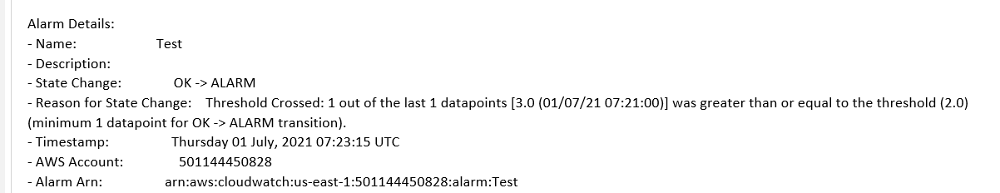 Alarm Details:
- Name: Test
- Description:
- State Change: OK -> ALARM
- Reason for State Change: Threshold Crossed: 1 out of the last 1 datapoints [3.0 (01/07/21 07:21:00)] was greater than or equal to the threshold (2.0)
(minimum 1 datapoint for OK -> ALARM transition).
- Timestamp: Thursday 01 July, 2021 07:23:15 UTC
- AWS Account: 501144450828
- Alarm Arn: arn:aws:cloudwatch:us-east-1:501144450828:alarm:Test